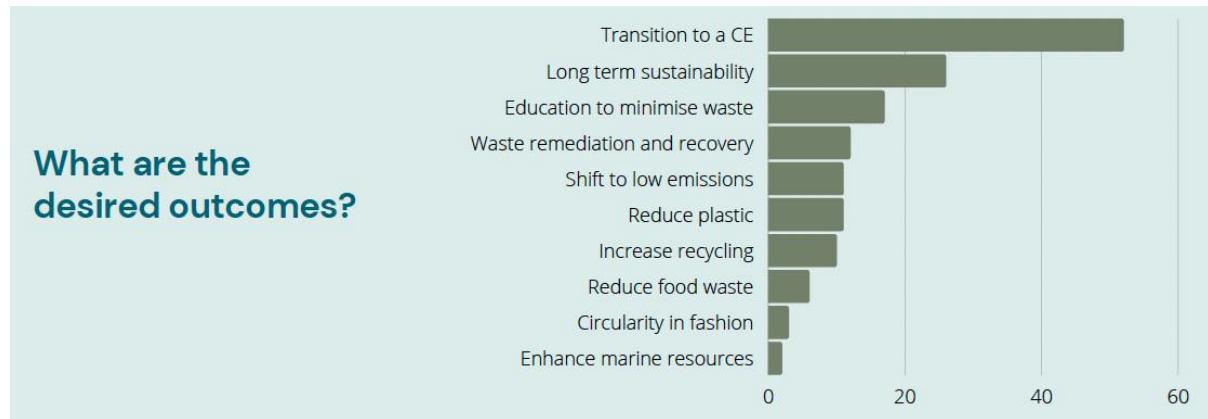 What are the
desired outcomes?
Transition to a CE
Long term sustainability
Education to minimise waste
Waste remediation and recovery
Shift to low emissions
Reduce plastic
Increase recycling
Reduce food waste
Circularity in fashion
Enhance marine resources
0 20 40 60